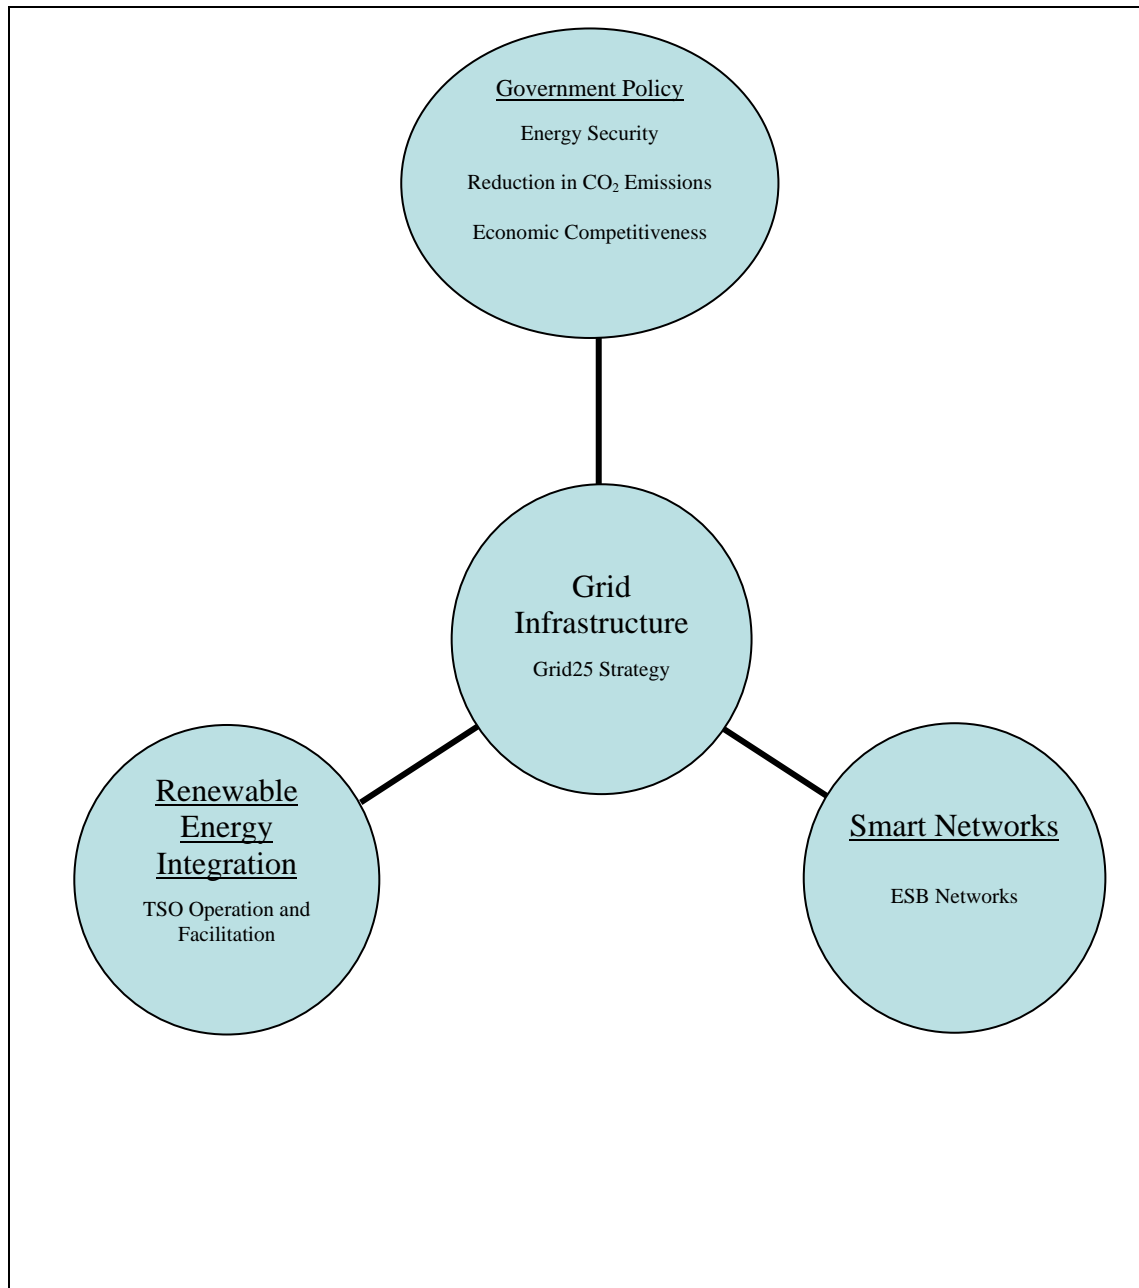 Government Policy
Energy Security
Reduction in CO₂ Emissions
Economic Competitiveness
Grid
Infrastructure
Grid25 Strategy
Renewable
Energy
Integration
TSO Operation and
Facilitation
Smart Networks
ESB Networks